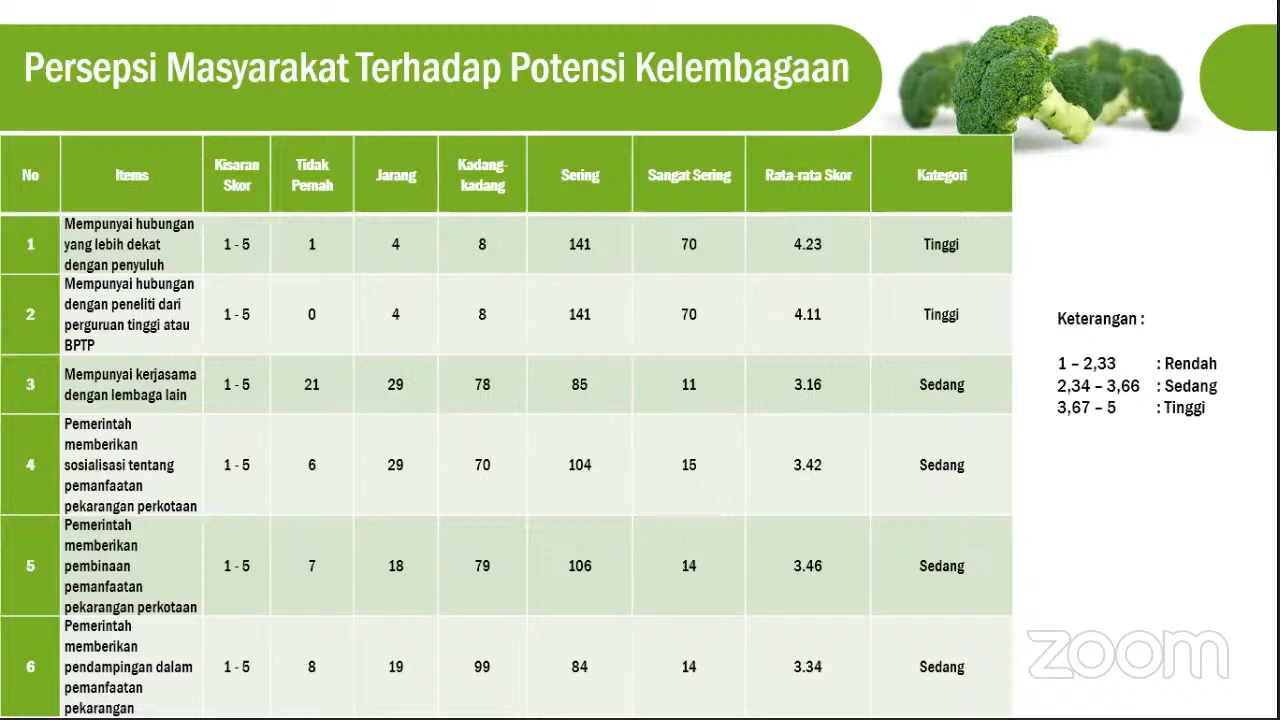 Persepsi Masyarakat Terhadap Potensi Kelembagaan
No Items Kisaran Skor Tidak Pernah Jarang Kadang-kadang Sering Sangat Sering Rata-rata Skor Kategori
1 Mempunyai hubungan yang lebih dekat dengan penyuluh 1 - 5 1 4 8 141 70 4.23 Tinggi
2 Mempunyai hubungan dengan peneliti dari perguruan tinggi atau BPTP 1 - 5 0 4 8 141 70 4.11 Tinggi
3 Mempunyai kerjasama dengan lembaga lain 1 - 5 21 29 78 85 11 3.16 Sedang
4 Pemerintah memberikan sosialisasi tentang pemanfaatan pekarangan perkotaan 1 - 5 6 29 70 104 15 3.42 Sedang
5 Pemerintah memberikan pembinaan pemanfaatan pekarangan perkotaan 1 - 5 7 18 79 106 14 3.46 Sedang
6 Pemerintah memberikan pendampingan dalam pemanfaatan pekarangan 1 - 5 8 19 99 84 14 3.34 Sedang
Keterangan :
1 – 2,33 : Rendah
2,34 – 3,66 : Sedang
3,67 – 5 : Tinggi
zoom